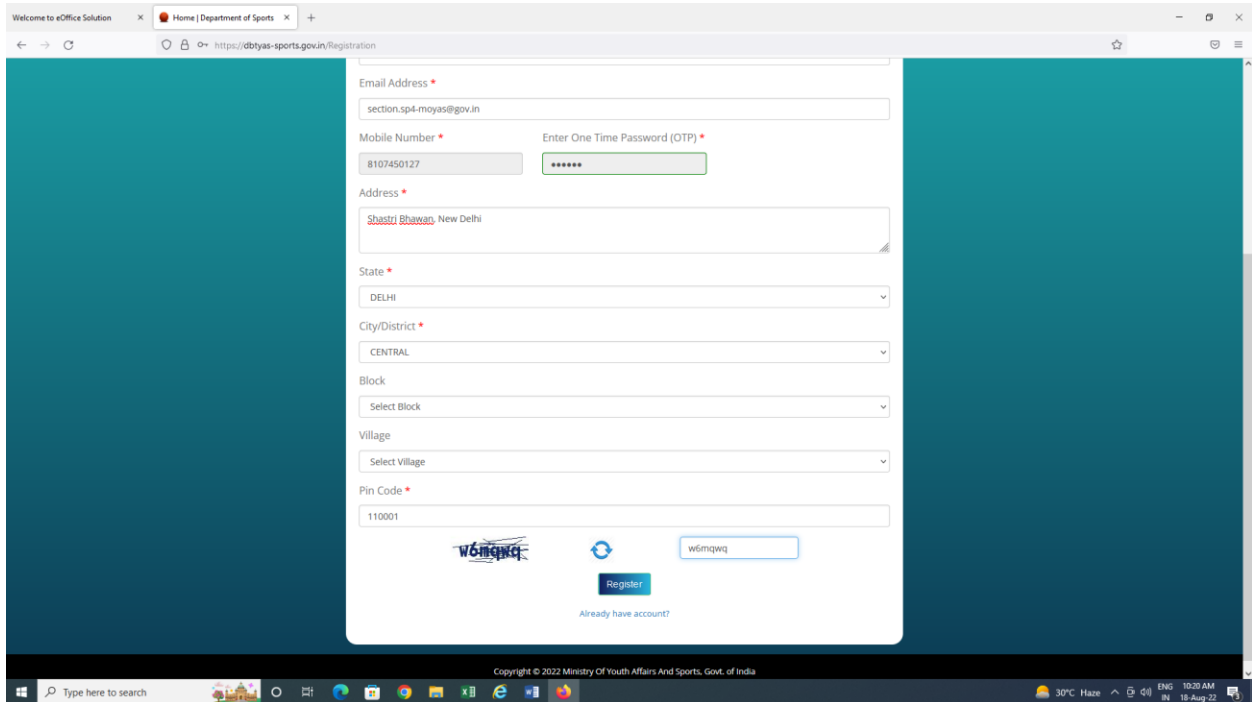 Welcome to eOffice Solution
Home | Department of Sports
https://dbtyas-sports.gov.in/Registration
Email Address *
section.sp4-moyas@gov.in
Mobile Number * Enter One Time Password (OTP) *
8107450127 ••••••
Address *
Shastri Bhawan, New Delhi
State *
DELHI
City/District *
CENTRAL
Block
Select Block
Village
Select Village
Pin Code *
110001
w6mqwq w6mqwq
Register
Already have account?
Copyright © 2022 Ministry Of Youth Affairs And Sports, Govt. of India
Type here to search
30°C Haze ENG 10:20 AM
IN 18-Aug-22